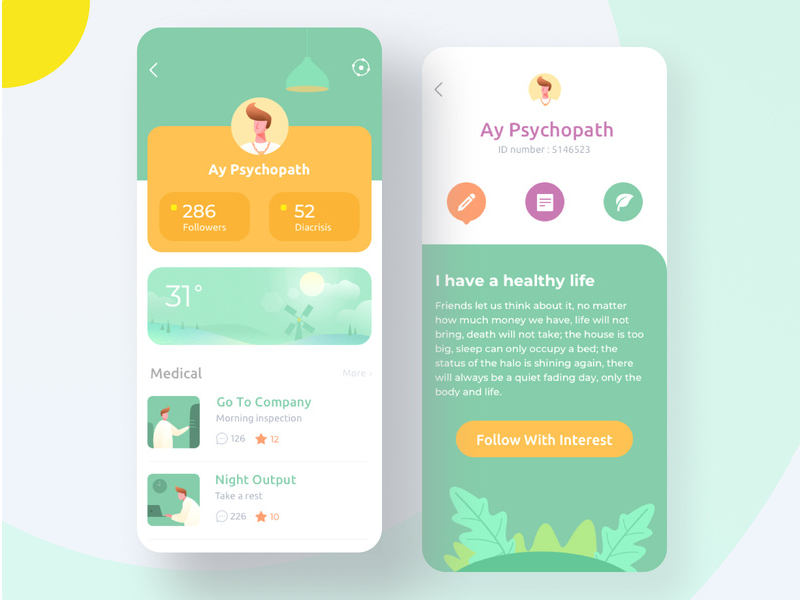 Ay Psychopath
286
Followers
52
Diacrisis
31°
Medical
More ›
Go To Company
Morning inspection
126
12
Night Output
Take a rest
226
10
Ay Psychopath
ID number : 5146523
I have a healthy life
Friends let us think about it, no matter
how much money we have, life will not
bring, death will not take; the house is too
big, sleep can only occupy a bed; the
status of the halo is shining again, there
will always be a quiet fading day, only the
body and life.
Follow With Interest